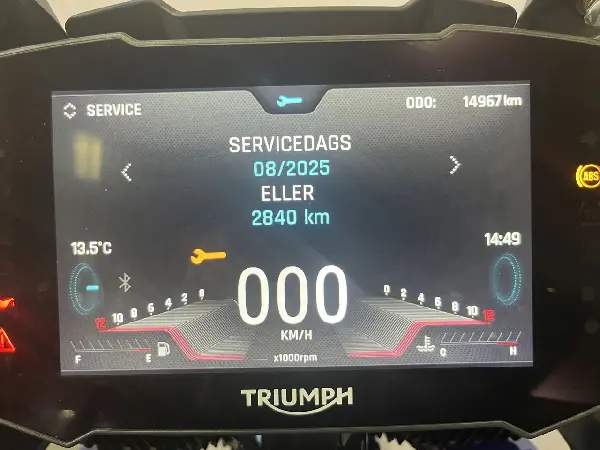 SERVICE
ODO: 14967 km
SERVICEDAGS
08/2025
ELLER
2840 km
ABS
13.5°C
14:49
12 10 8 6 4 2 0
000
0 2 4 6 8 10 12
KM/H
F E
x1000rpm
C H
TRIUMPH